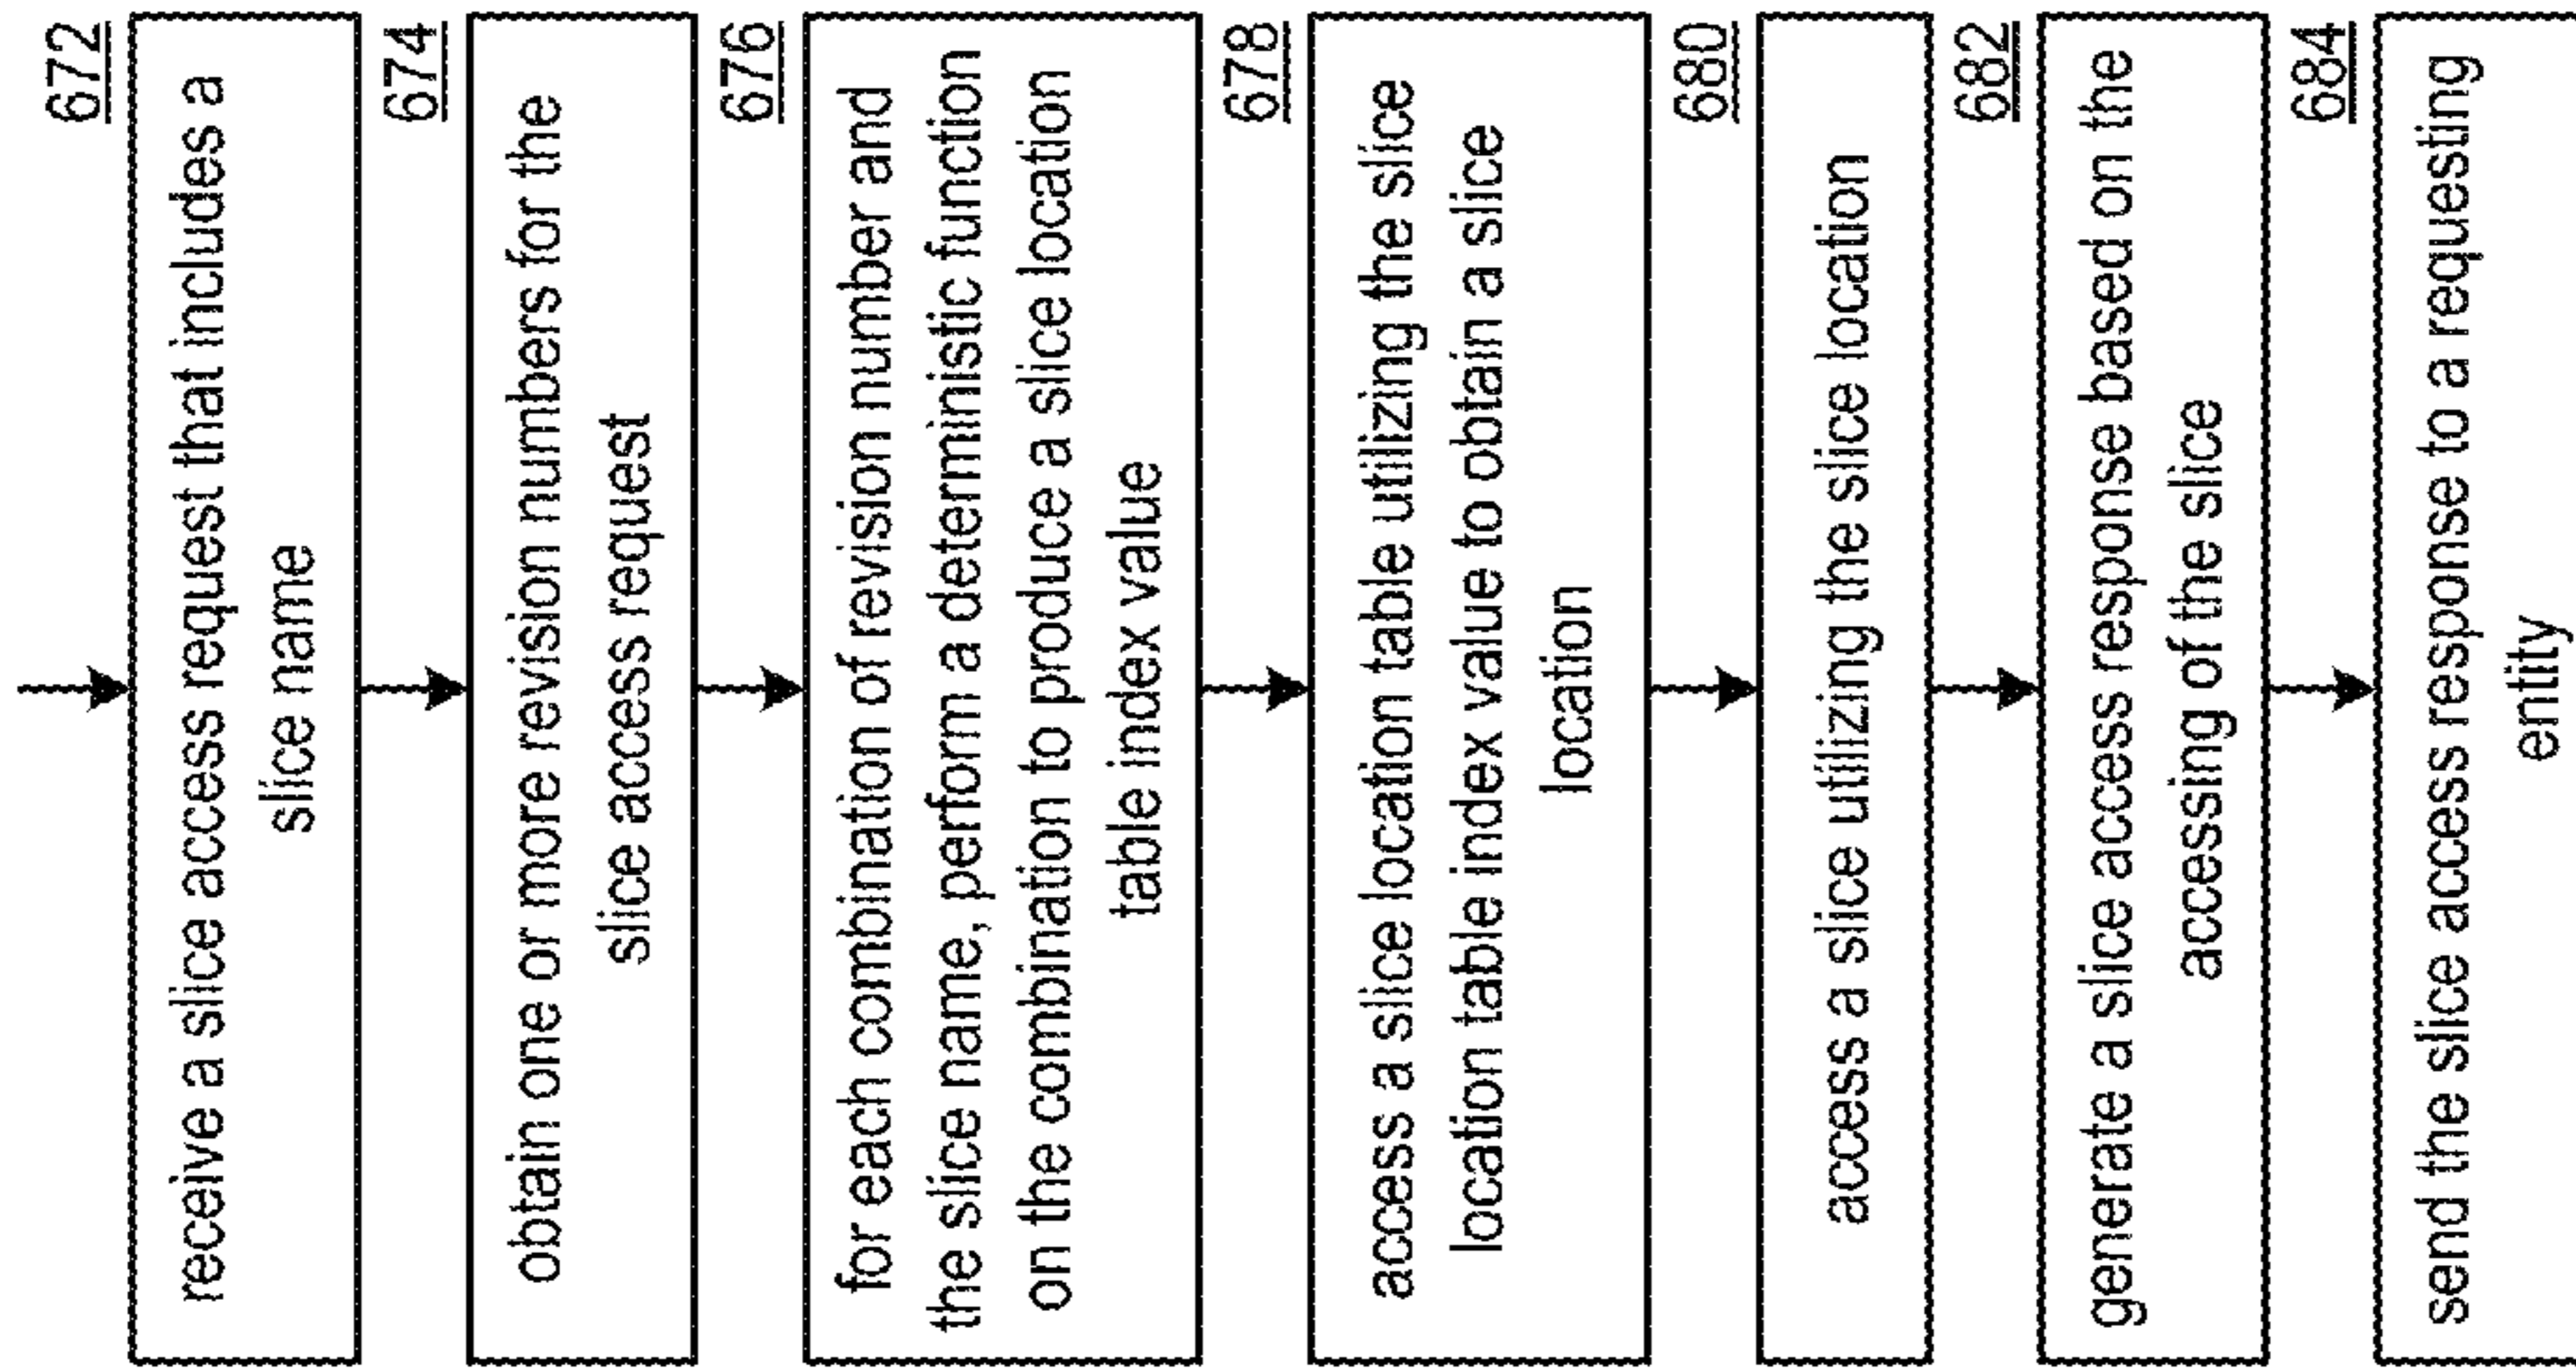 672
receive a slice access request that includes a
slice name
674
obtain one or more revision numbers for the
slice access request
676
for each combination of revision number and
the slice name, perform a deterministic function
on the combination to produce a slice location
table index value
678
access a slice location table utilizing the slice
location table index value to obtain a slice
location
680
access a slice utilizing the slice location
682
generate a slice access response based on the
accessing of the slice
684
send the slice access response to a requesting
entity